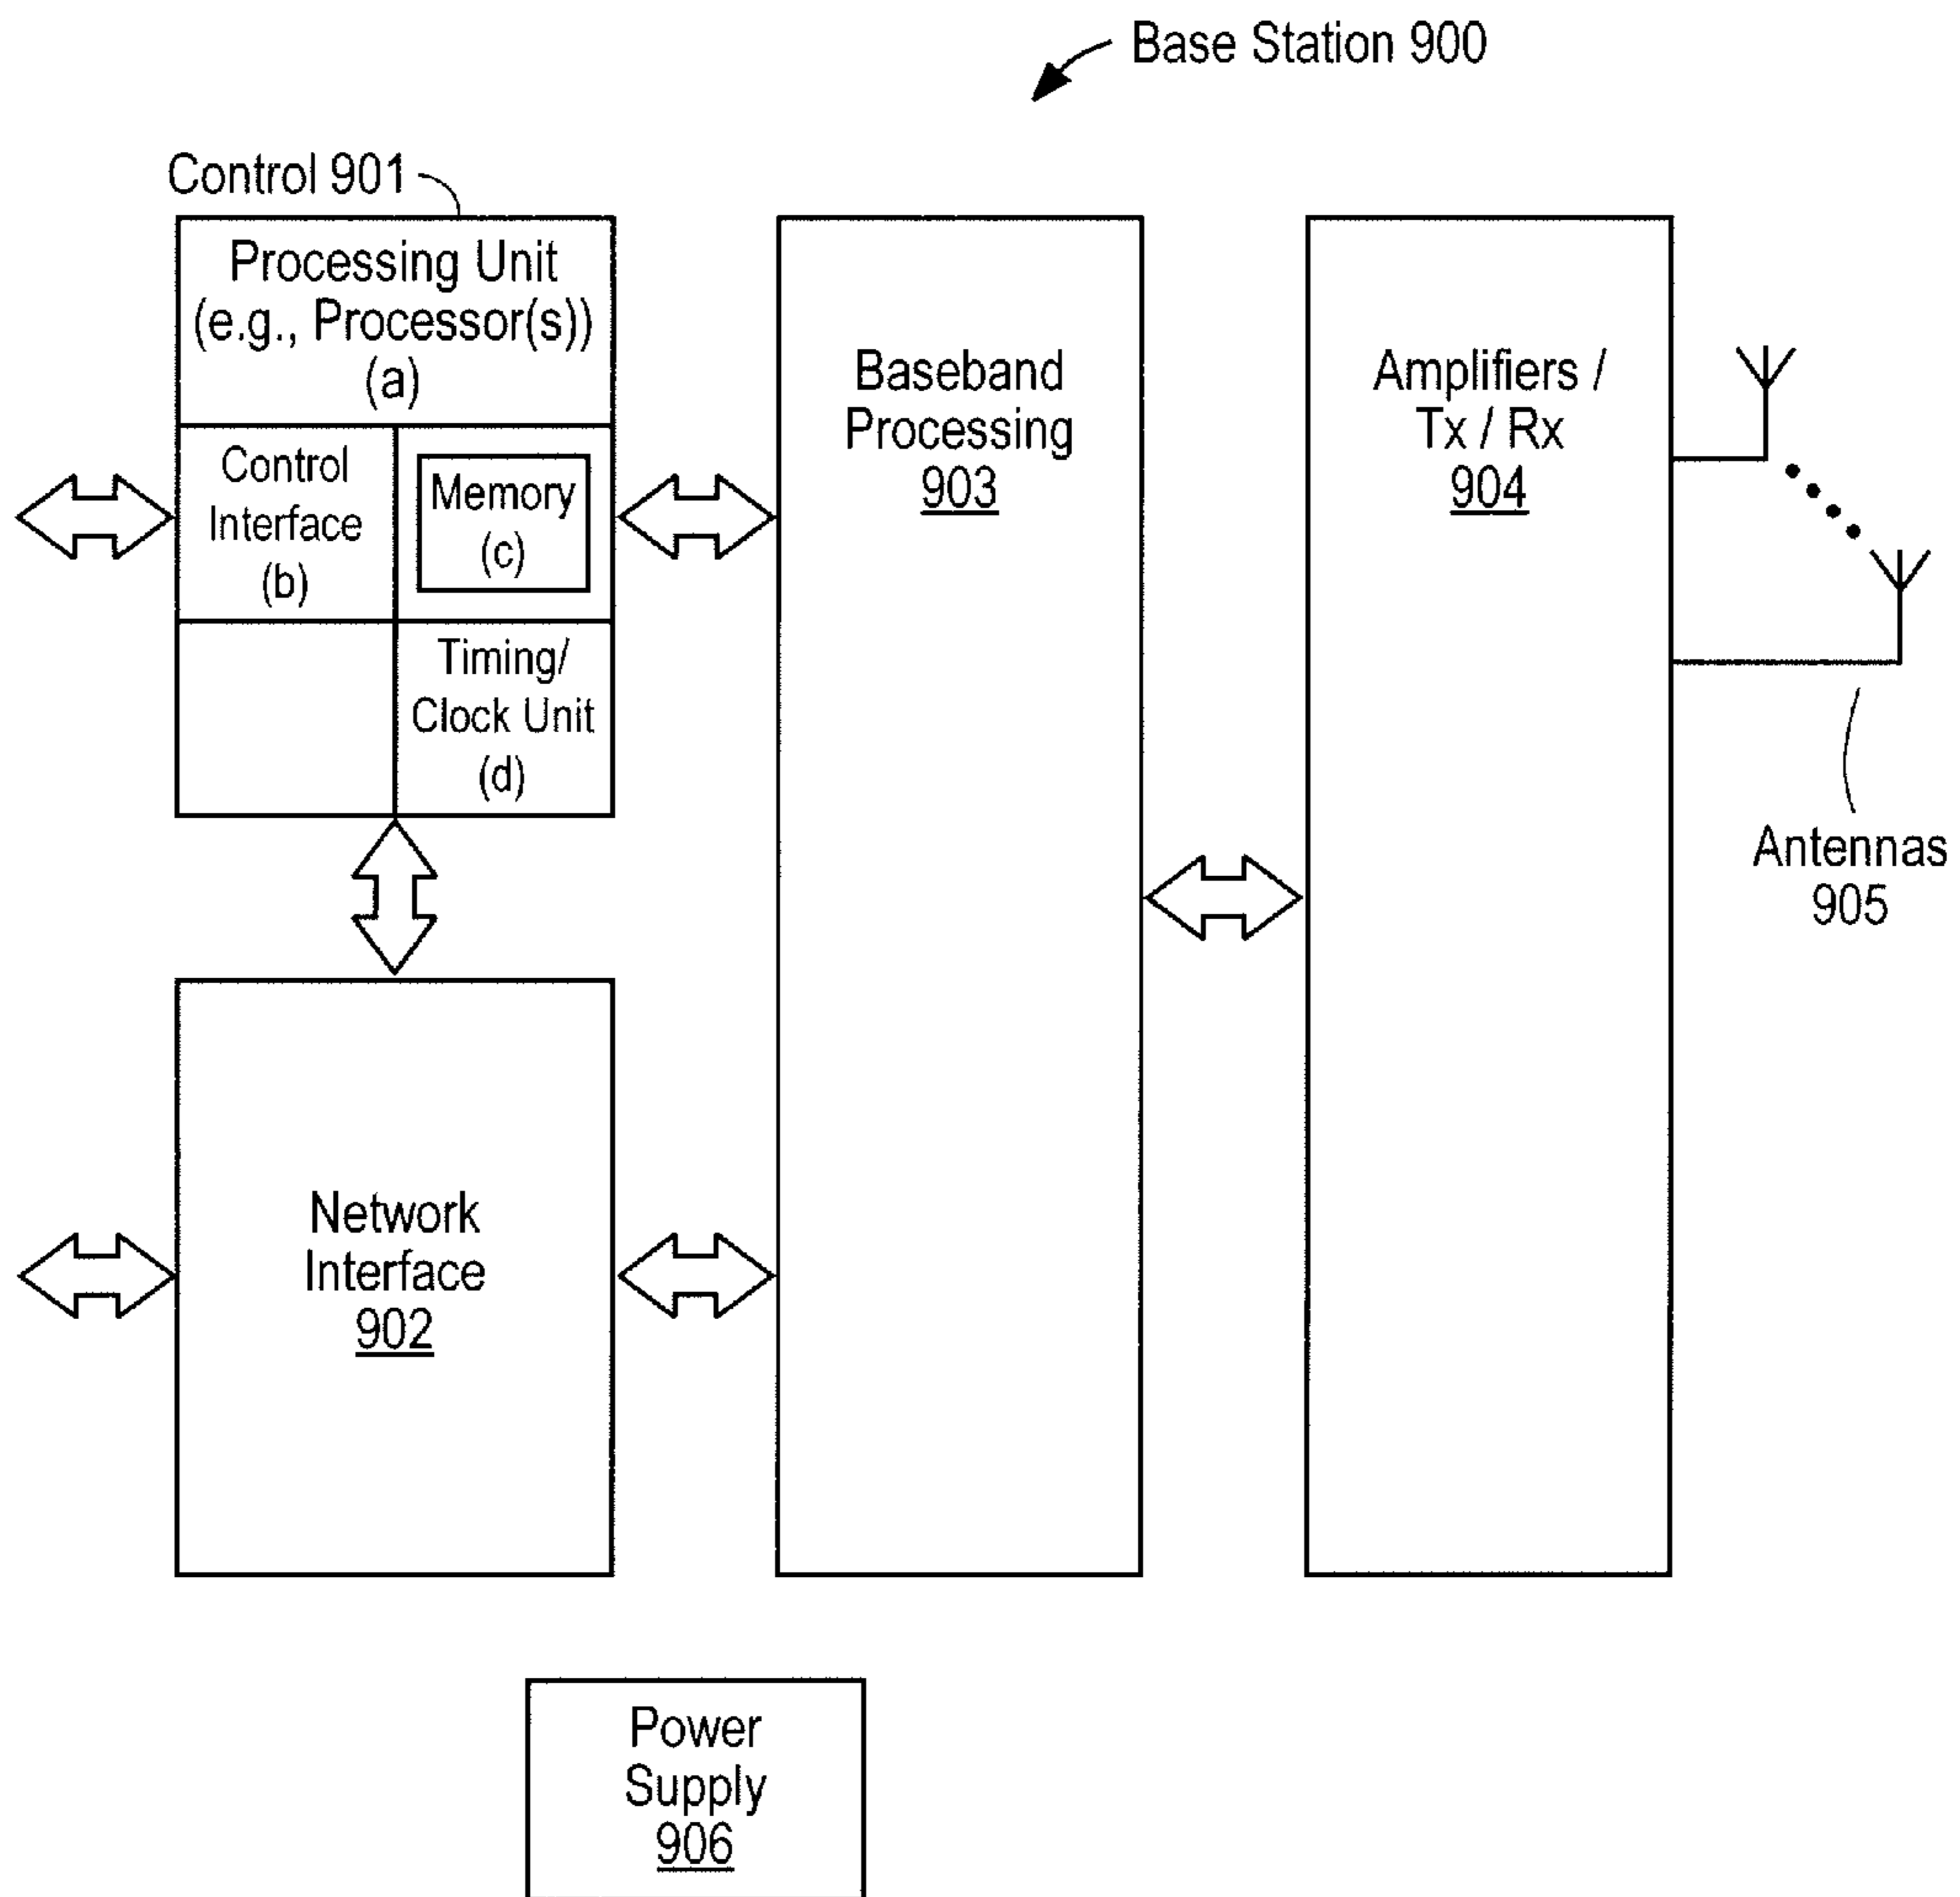 Base Station 900
Control 901
Processing Unit
(e.g., Processor(s))
(a)
Control
Interface
(b)
Memory
(c)
Timing/
Clock Unit
(d)
Baseband
Processing
903
Amplifiers /
Tx / Rx
904
Antennas
905
Network
Interface
902
Power
Supply
906